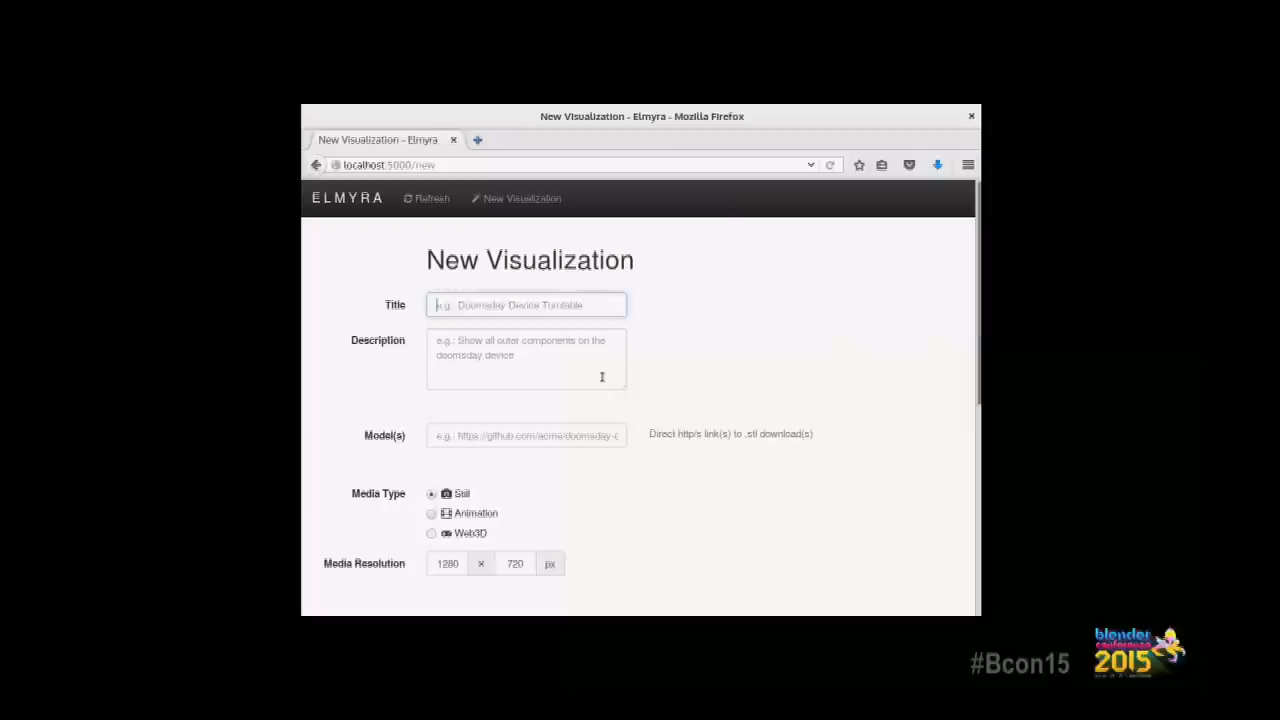 New Visualization - Elmyra - Mozilla Firefox
New Visualization - Elmyra
localhost:5000/new
ELMYRA Refresh New Visualization
New Visualization
Title e.g. Doomsday Device Turntable
Description e.g.: Show all outer components on the
doomsday device
Model(s) e.g.: https://github.com/acme/doomsday-c Direct http/s link(s) to .stl download(s)
Media Type Still
Animation
Web3D
Media Resolution 1280 × 720 px
#Bcon15
blender
conference
2015